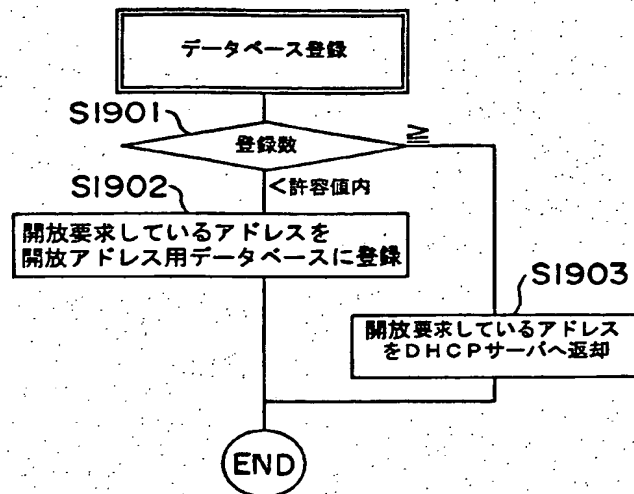 データベース登録
S1901
登録数
≧
S1902
<許容値内
開放要求しているアドレスを
開放アドレス用データベースに登録
S1903
開放要求しているアドレス
をDHCPサーバへ返却
END